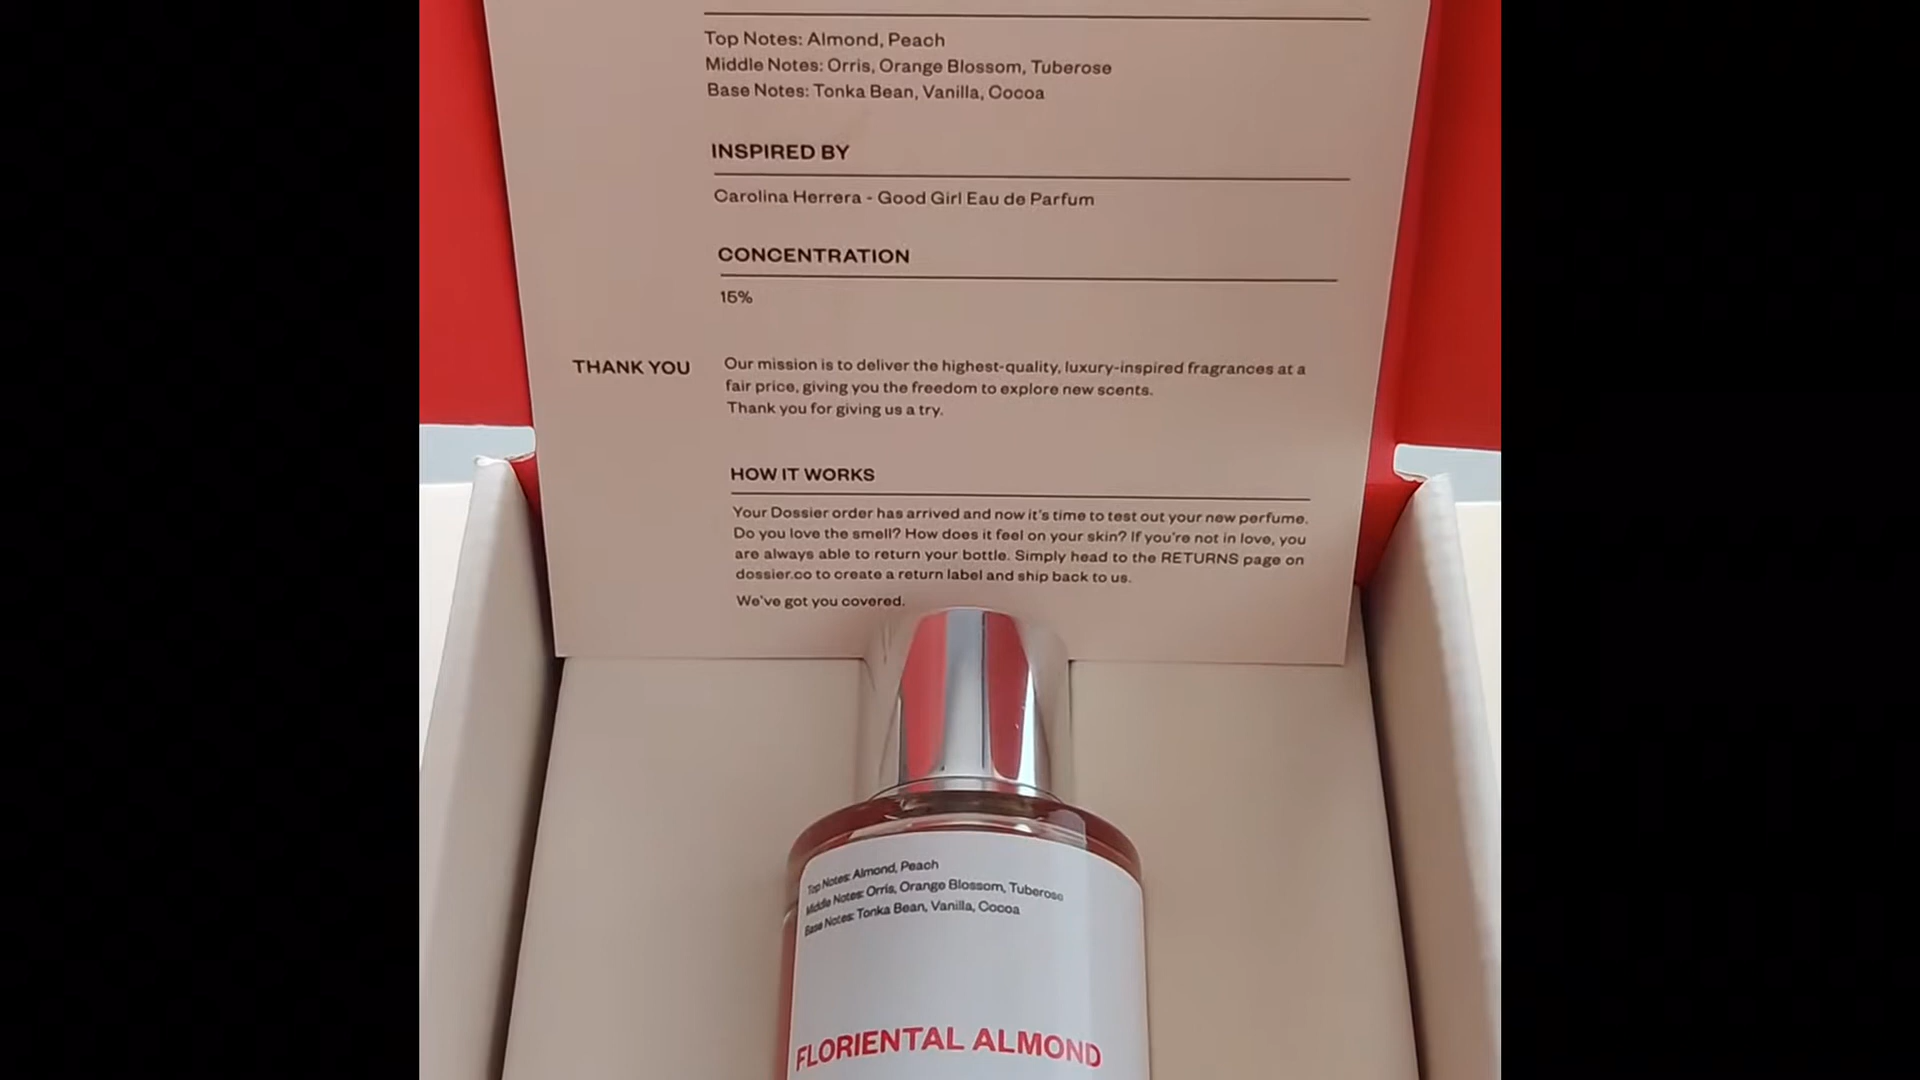 Top Notes: Almond, Peach
Middle Notes: Orris, Orange Blossom, Tuberose
Base Notes: Tonka Bean, Vanilla, Cocoa
INSPIRED BY
Carolina Herrera - Good Girl Eau de Parfum
CONCENTRATION
15%
THANK YOU
Our mission is to deliver the highest-quality, luxury-inspired fragrances at a
fair price, giving you the freedom to explore new scents.
Thank you for giving us a try.
HOW IT WORKS
Your Dossier order has arrived and now it's time to test out your new perfume.
Do you love the smell? How does it feel on your skin? If you're not in love, you
are always able to return your bottle. Simply head to the RETURNS page on
dossier.co to create a return label and ship back to us.
We've got you covered.
Top Notes: Almond, Peach
Middle Notes: Orris, Orange Blossom, Tuberose
Base Notes: Tonka Bean, Vanilla, Cocoa
FLORIENTAL ALMOND